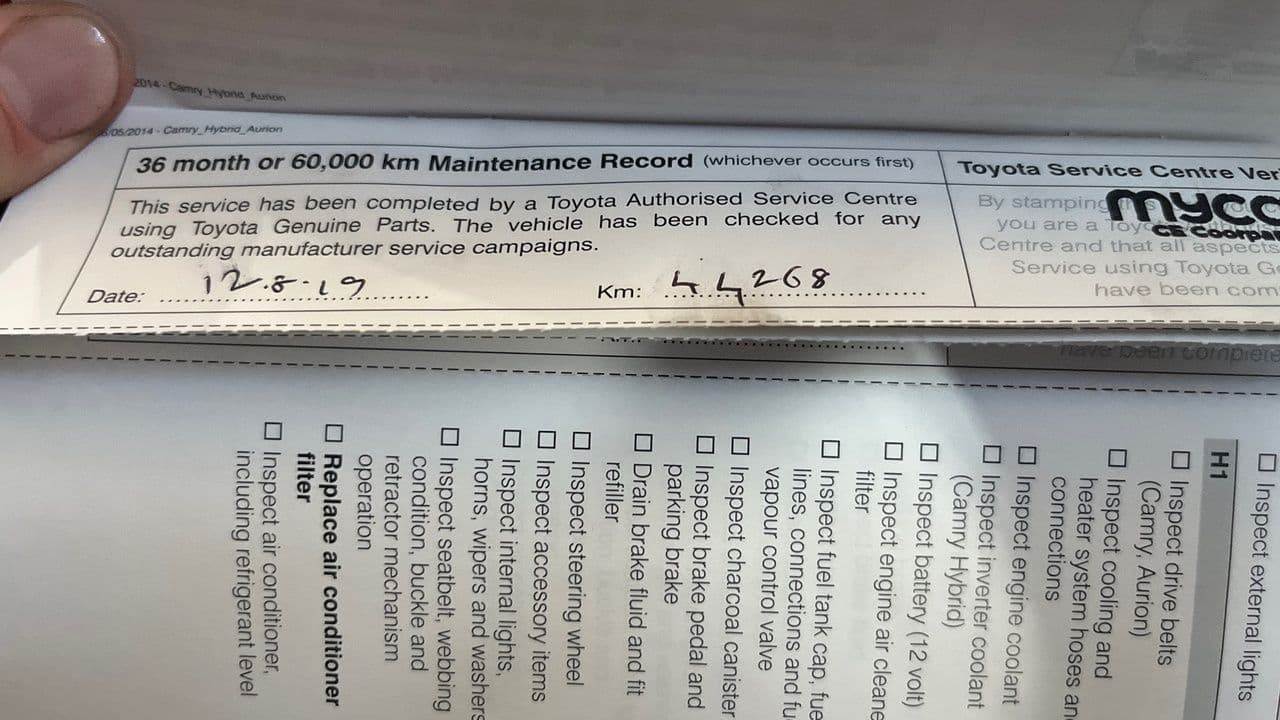 2014 - Camry_Hybrid_Aurion
/05/2014 - Camry_Hybrid_Aurion
36 month or 60,000 km Maintenance Record (whichever occurs first)
This service has been completed by a Toyota Authorised Service Centre
using Toyota Genuine Parts. The vehicle has been checked for any
outstanding manufacturer service campaigns.
Date: 12.8.19
Km: 44268
Toyota Service Centre Ver
By stamping
myca
you are a Toyo
CE Coorpa
Centre and that all aspects
Service using Toyota Ge
have been com
have been complete
☐ Inspect external lights
H1
☐ Inspect drive belts
(Camry, Aurion)
☐ Inspect cooling and
heater system hoses an
connections
☐ Inspect engine coolant
☐ Inspect inverter coolant
(Camry Hybrid)
☐ Inspect battery (12 volt)
☐ Inspect engine air cleane
filter
☐ Inspect fuel tank cap, fue
lines, connections and fu
vapour control valve
☐ Inspect charcoal canister
☐ Inspect brake pedal and
parking brake
☐ Drain brake fluid and fit
refiller
☐ Inspect steering wheel
☐ Inspect accessory items
☐ Inspect internal lights,
horns, wipers and washers
☐ Inspect seatbelt, webbing
condition, buckle and
retractor mechanism
operation
☐ Replace air conditioner
filter
☐ Inspect air conditioner,
including refrigerant level